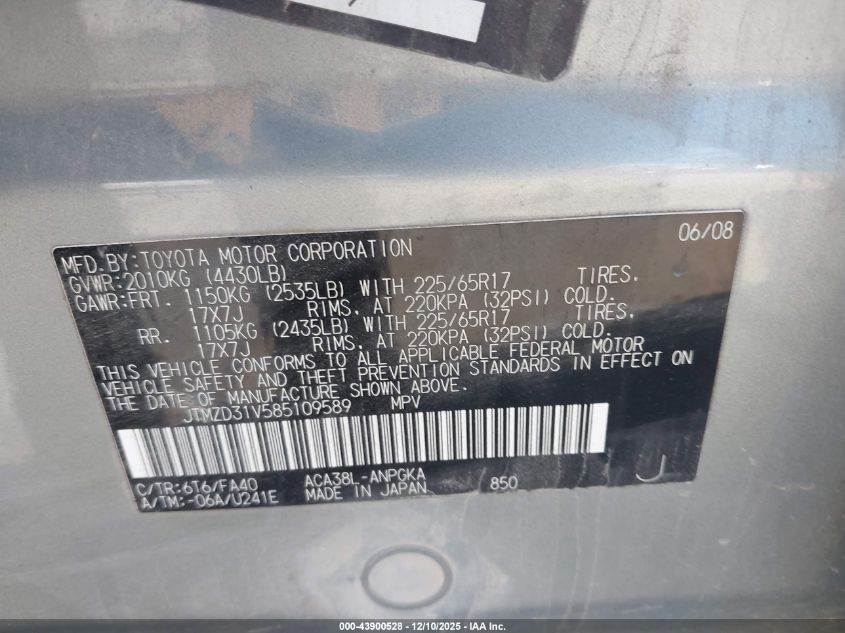 06/08
MFD.BY:TOYOTA MOTOR CORPORATION
GVWR:2010KG (4430LB)
GAWR:FRT. 1150KG (2535LB) WITH 225/65R17 TIRES,
17X7J RIMS, AT 220KPA (32PSI) COLD.
RR. 1105KG (2435LB) WITH 225/65R17 TIRES,
17X7J RIMS, AT 220KPA (32PSI) COLD.
THIS VEHICLE CONFORMS TO ALL APPLICABLE FEDERAL MOTOR
VEHICLE SAFETY AND THEFT PREVENTION STANDARDS IN EFFECT ON
THE DATE OF MANUFACTURE SHOWN ABOVE.
JTMZD31V585109589 MPV
C/TR:6T6/FA40 ACA38L-ANPGKA
A/TM:-06A/U241E MADE IN JAPAN 850 J
000-43900528 - 12/10/2025 - IAA Inc.